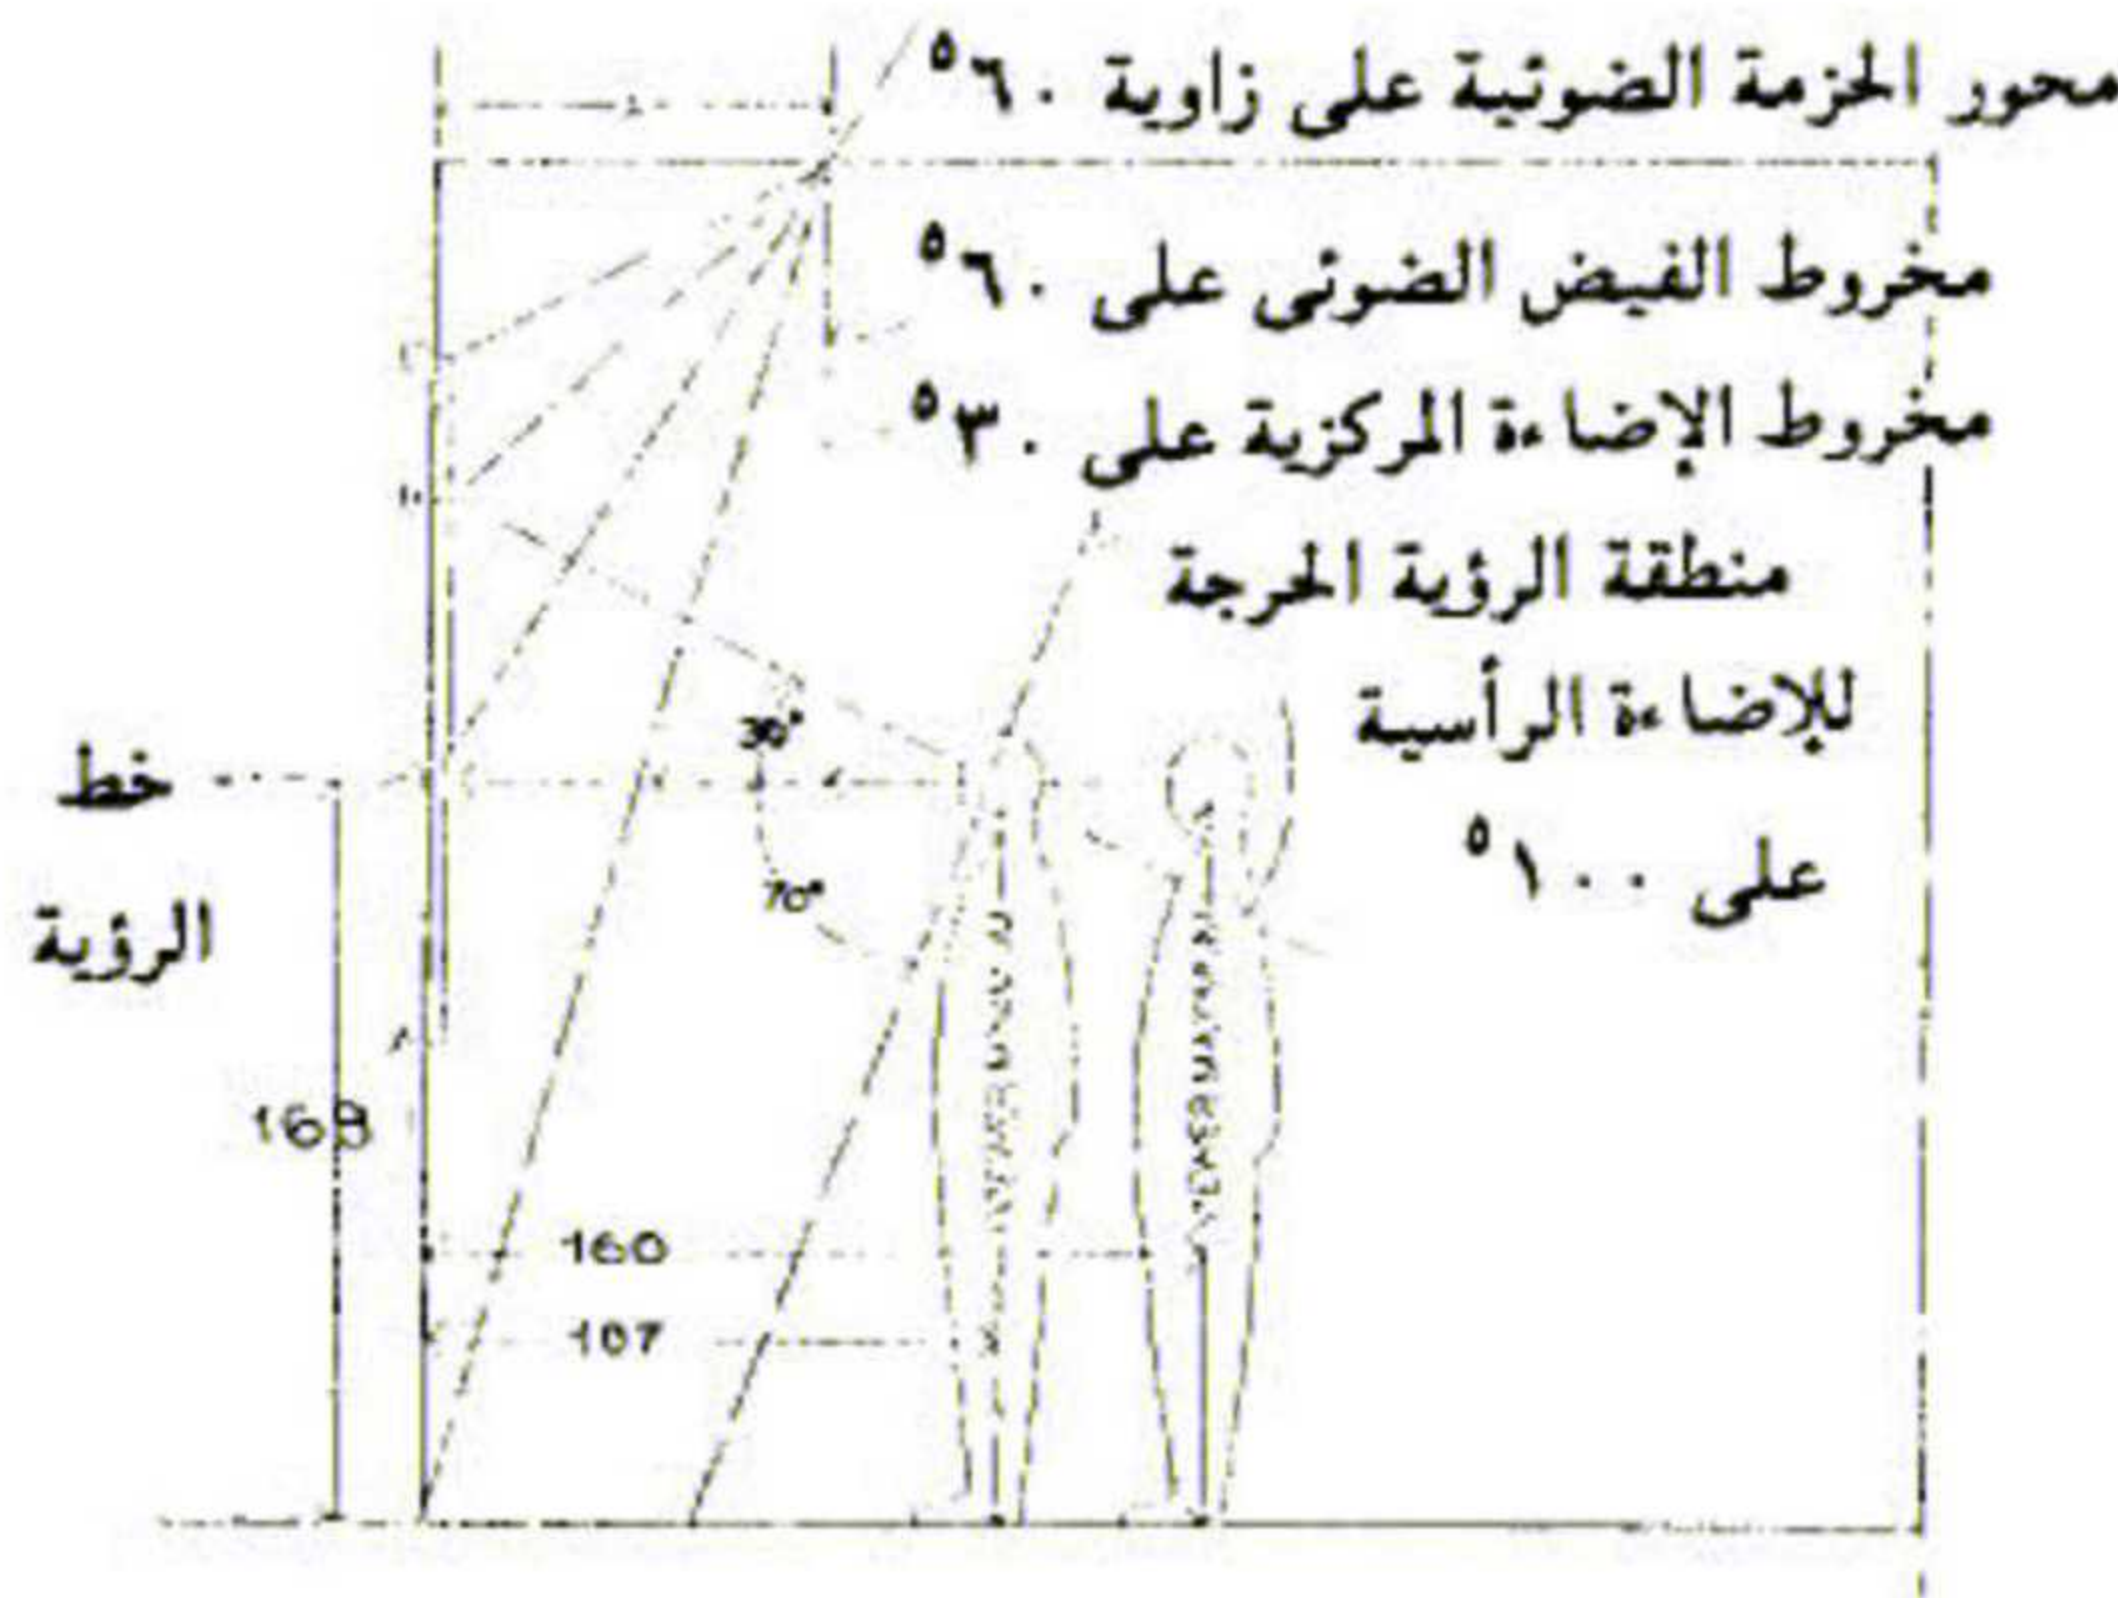 محور الحزمة الضوئية على زاوية ٦٠°
مخروط الفيض الضوئى على ٦٠°
مخروط الإضاءة المركزية على ٣٠°
منطقة الرؤية الحرجة
للإضاءة الرأسية
على ١٠٠°
خط
الرؤية
30°
70°
168
160
107